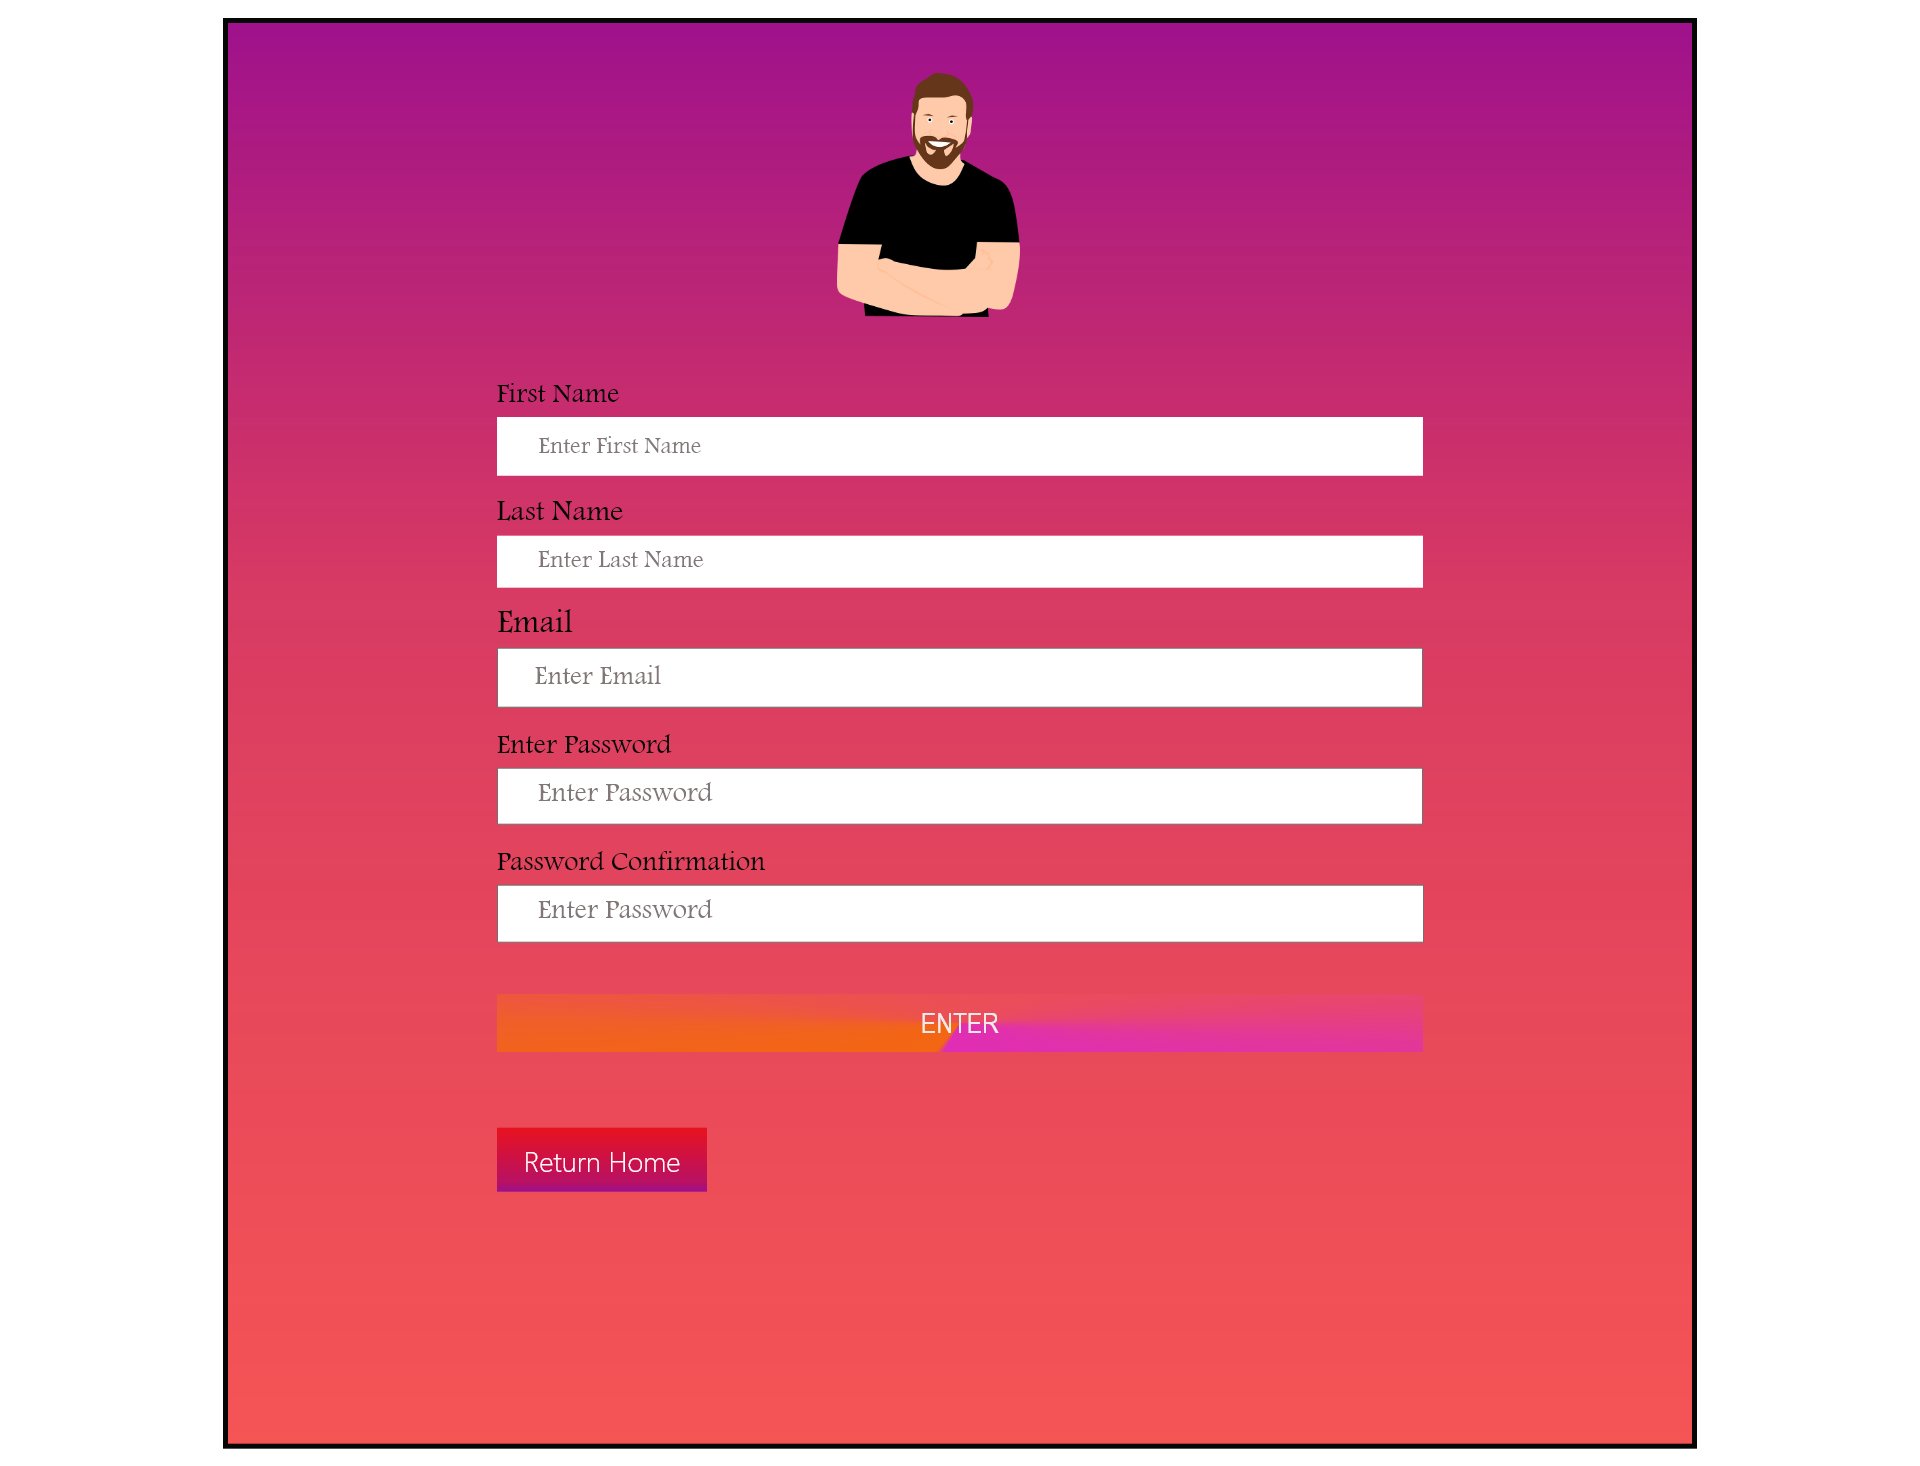 First Name
Enter First Name
Last Name
Enter Last Name
Email
Enter Email
Enter Password
Enter Password
Password Confirmation
Enter Password
ENTER
Return Home